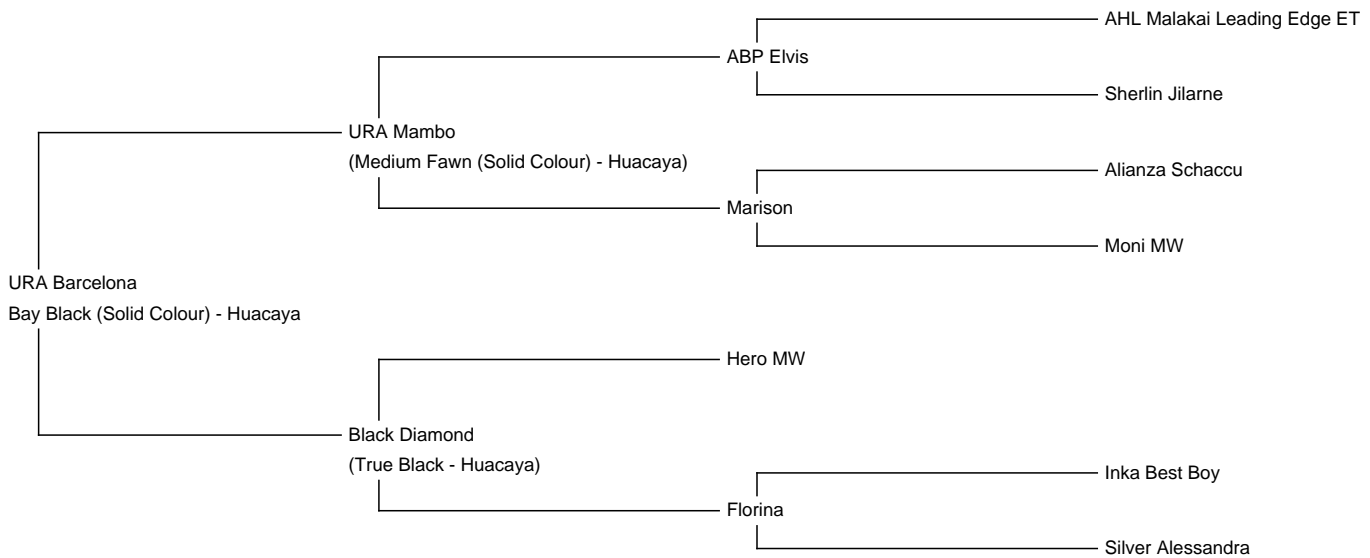 AHL Malakai Leading Edge ET
ABP Elvis
Sherlin Jilarne
URA Mambo
(Medium Fawn (Solid Colour) - Huacaya)
Alianza Schaccu
Marison
Moni MW
URA Barcelona
Bay Black (Solid Colour) - Huacaya
Hero MW
Black Diamond
(True Black - Huacaya)
Inka Best Boy
Florina
Silver Alessandra